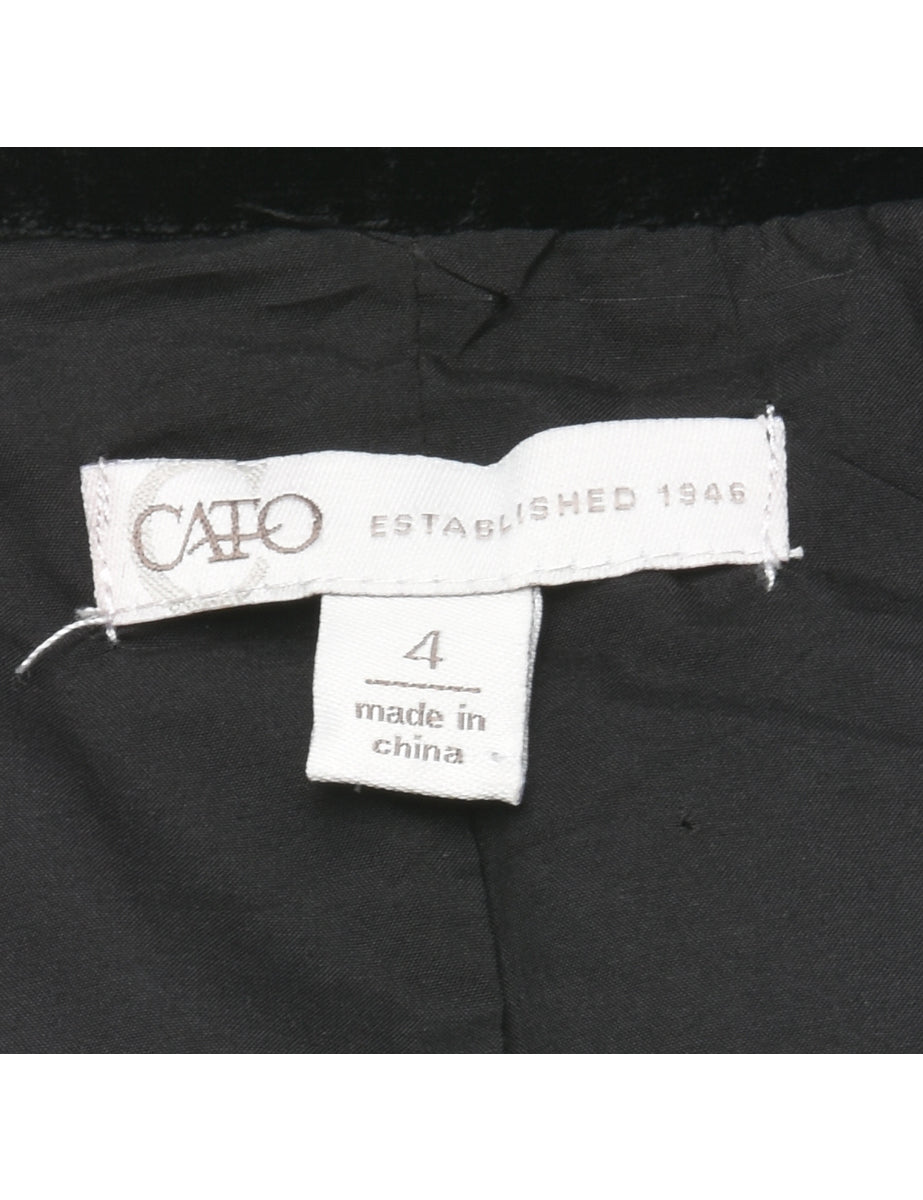 CATO ESTABLISHED 1946
4
made in
china